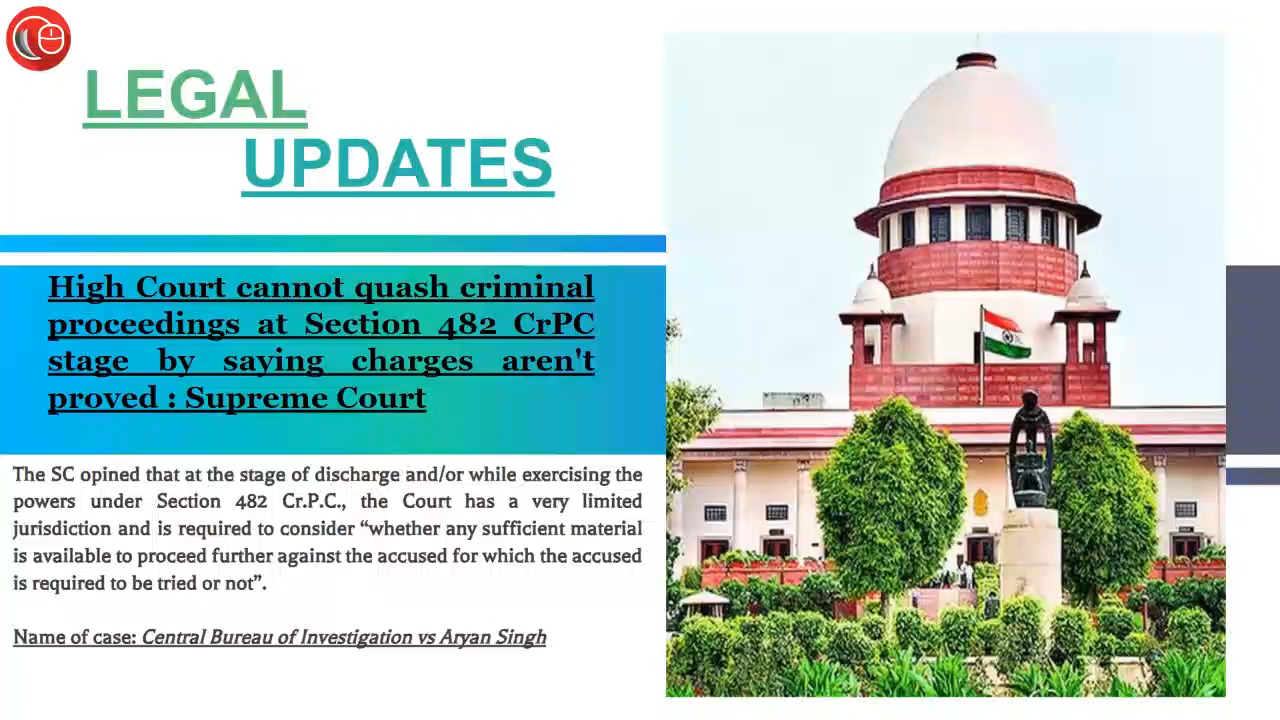 LEGAL
UPDATES
High Court cannot quash criminal
proceedings at Section 482 CrPC
stage by saying charges aren't
proved : Supreme Court
The SC opined that at the stage of discharge and/or while exercising the
powers under Section 482 Cr.P.C., the Court has a very limited
jurisdiction and is required to consider “whether any sufficient material
is available to proceed further against the accused for which the accused
is required to be tried or not”.
Name of case: Central Bureau of Investigation vs Aryan Singh